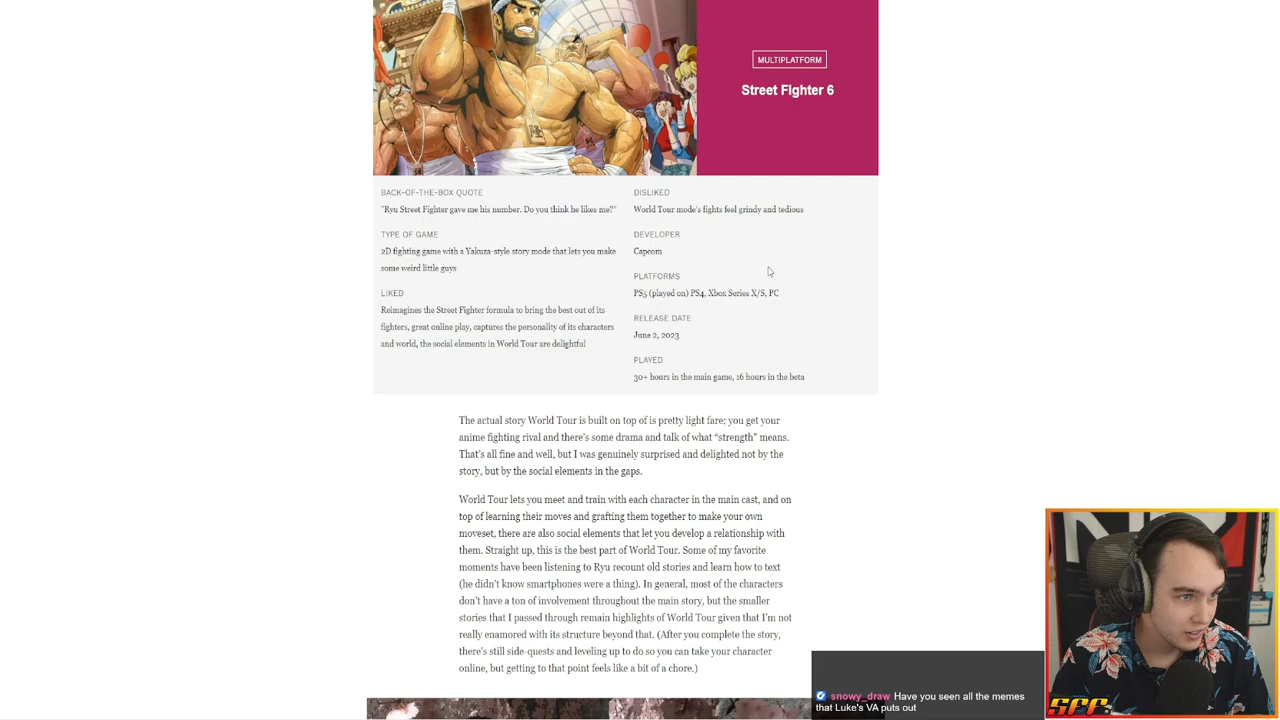 MULTIPLATFORM
Street Fighter 6
BACK-OF-THE-BOX QUOTE
"Ryu Street Fighter gave me his number. Do you think he likes me?"
TYPE OF GAME
2D fighting game with a Yakuza-style story mode that lets you make
some weird little guys
LIKED
Reimagines the Street Fighter formula to bring the best out of its
fighters, great online play, captures the personality of its characters
and world, the social elements in World Tour are delightful
DISLIKED
World Tour mode's fights feel grindy and tedious
DEVELOPER
Capcom
PLATFORMS
PS5 (played on) PS4, Xbox Series X/S, PC
RELEASE DATE
June 2, 2023
PLAYED
30+ hours in the main game, 16 hours in the beta
The actual story World Tour is built on top of is pretty light fare; you get your
anime fighting rival and there's some drama and talk of what “strength” means.
That's all fine and well, but I was genuinely surprised and delighted not by the
story, but by the social elements in the gaps.
World Tour lets you meet and train with each character in the main cast, and on
top of learning their moves and grafting them together to make your own
moveset, there are also social elements that let you develop a relationship with
them. Straight up, this is the best part of World Tour. Some of my favorite
moments have been listening to Ryu recount old stories and learn how to text
(he didn't know smartphones were a thing). In general, most of the characters
don't have a ton of involvement throughout the main story, but the smaller
stories that I passed through remain highlights of World Tour given that I'm not
really enamored with its structure beyond that. (After you complete the story,
there's still side-quests and leveling up to do so you can take your character
online, but getting to that point feels like a bit of a chore.)
snowy_draw Have you seen all the memes
that Luke's VA puts out
SFF.